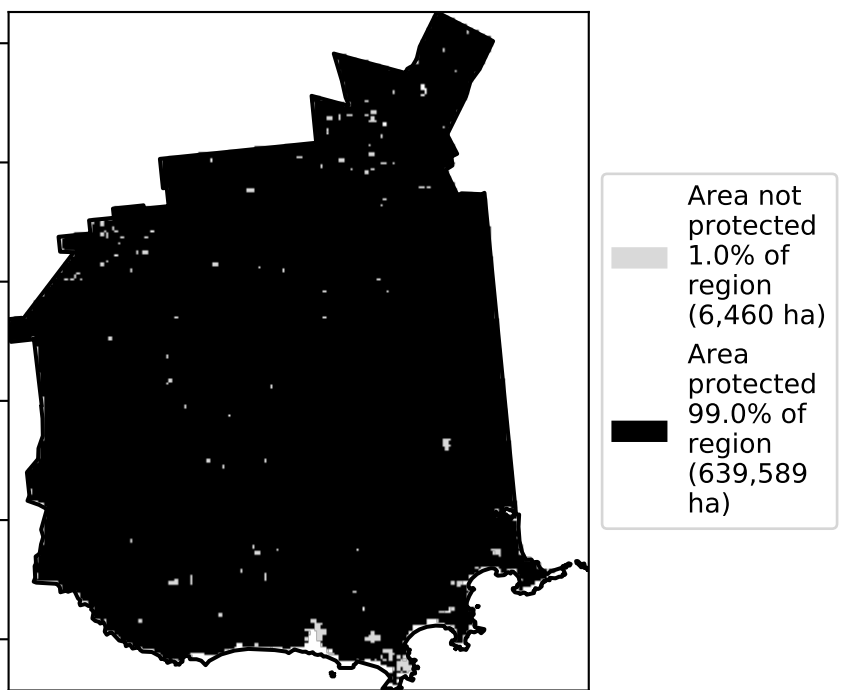 Area not
protected
1.0% of
region
(6,460 ha)
Area
protected
99.0% of
region
(639,589
ha)